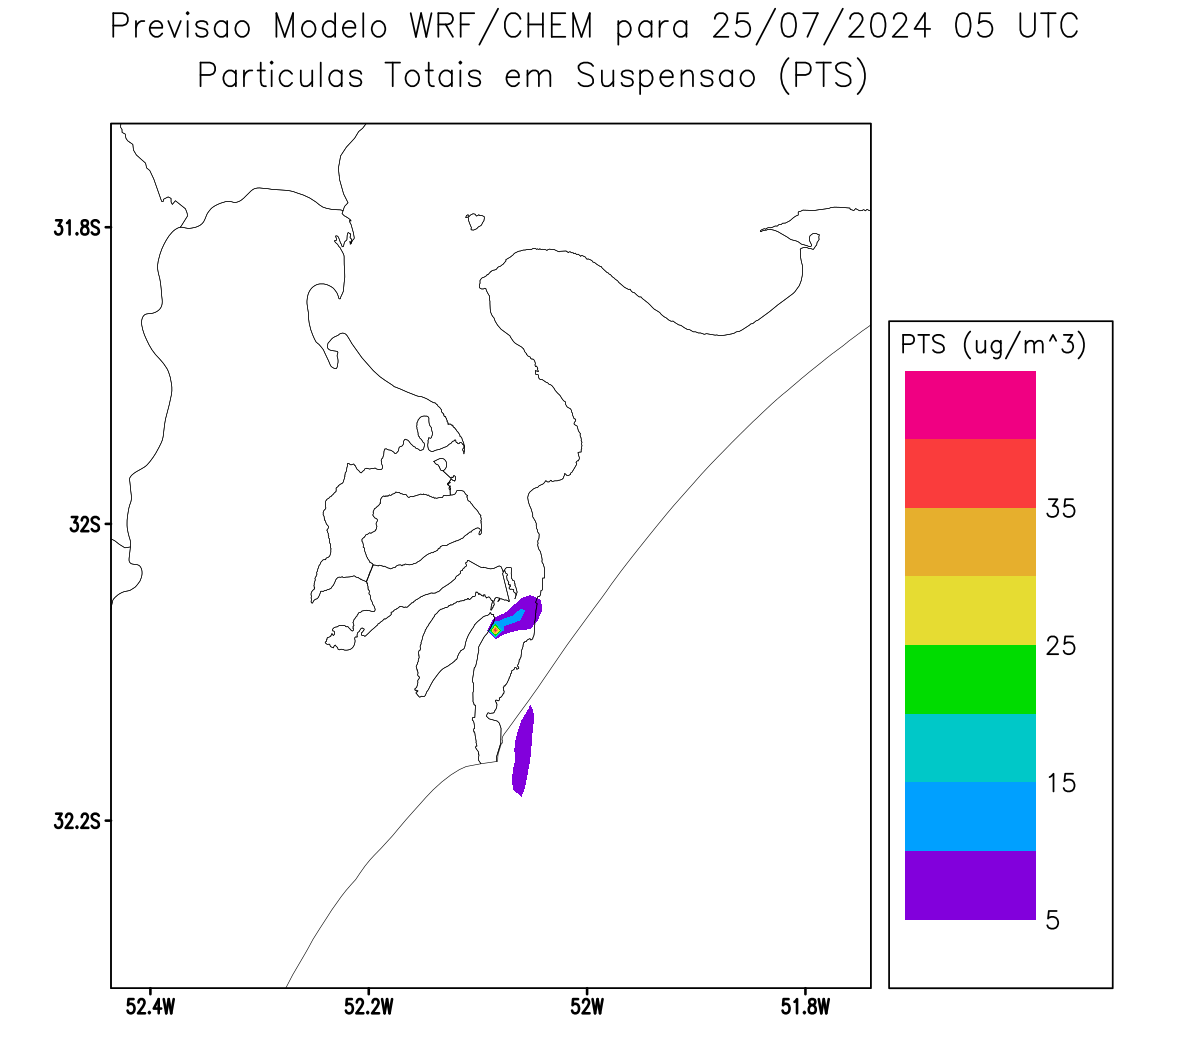 Previsao Modelo WRF/CHEM para 25/07/2024 05 UTC
Particulas Totais em Suspensao (PTS)
31.8S
32S
32.2S
52.4W
52.2W
52W
51.8W
PTS (ug/m^3)
35
25
15
5